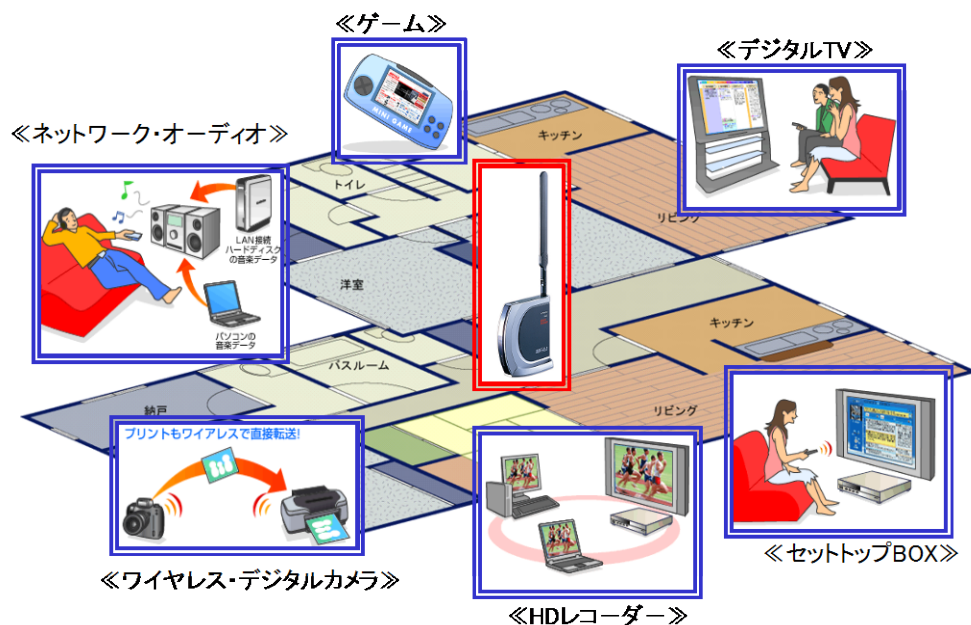 ≪ゲーム≫
≪デジタルTV≫
≪ネットワーク・オーディオ≫
MINI GAME
キッチン
トイレ
リビング
LAN接続
ハードディスク
の音楽データ
洋室
パソコンの
音楽データ
キッチン
バスルーム
納戸
リビング
プリントもワイアレスで直接転送!
≪セットトップBOX≫
≪ワイヤレス・デジタルカメラ≫
≪HDレコーダー≫